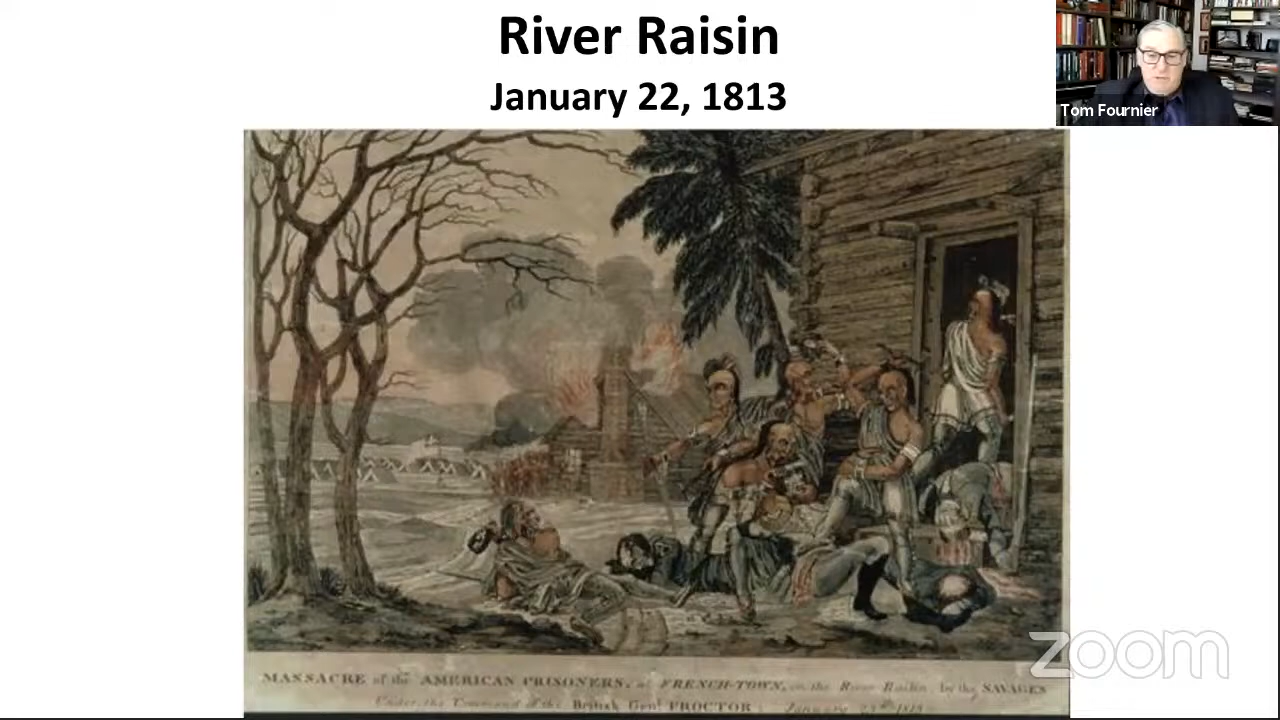 River Raisin
January 22, 1813
Tom Fournier
MASSACRE of the AMERICAN PRISONERS, at FRENCH-TOWN, on the River Raisin, by the SAVAGES
Under the Command of the British Genl. PROCTOR: January 23rd 1813
zoom